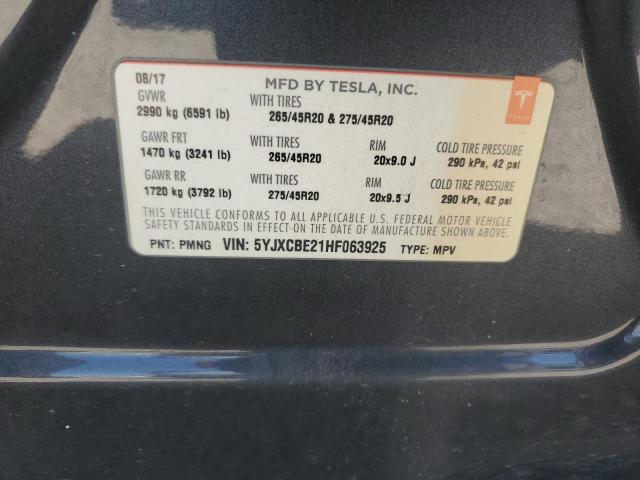 08/17 MFD BY TESLA, INC.
GVWR WITH TIRES
2990 kg (6591 lb) 265/45R20 & 275/45R20
GAWR FRT WITH TIRES RIM COLD TIRE PRESSURE
1470 kg (3241 lb) 265/45R20 20x9.0 J 290 kPa, 42 psi
GAWR RR WITH TIRES RIM COLD TIRE PRESSURE
1720 kg (3792 lb) 275/45R20 20x9.5 J 290 kPa, 42 psi
THIS VEHICLE CONFORMS TO ALL APPLICABLE U.S. FEDERAL MOTOR VEHICLE
SAFETY STANDARDS IN EFFECT ON THE DATE OF MANUFACTURE SHOWN ABOVE.
PNT: PMNG VIN: 5YJXCBE21HF063925 TYPE: MPV
TESLA